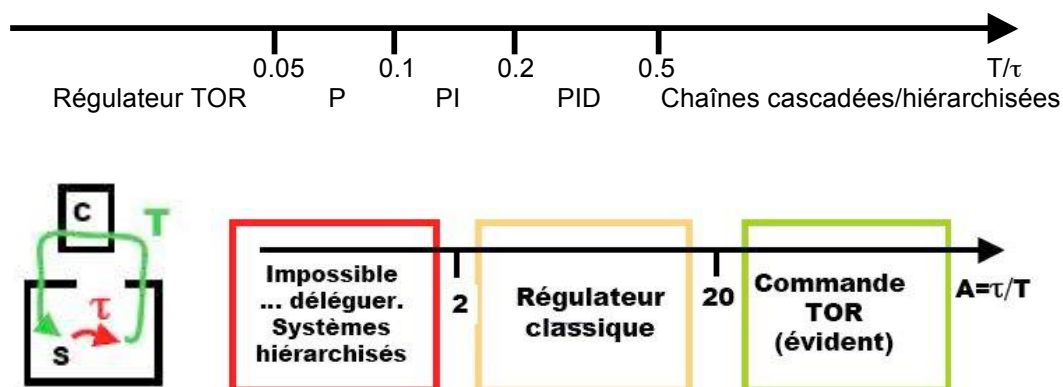 0.05 0.1 0.2 0.5 T/τ
Régulateur TOR P PI PID Chaînes cascadées/hiérarchisées
C
T
τ
S
Impossible
... déléguer.
Systèmes
hiérarchisés
2
Régulateur
classique
20
Commande
TOR
(évident)
A=τ/T